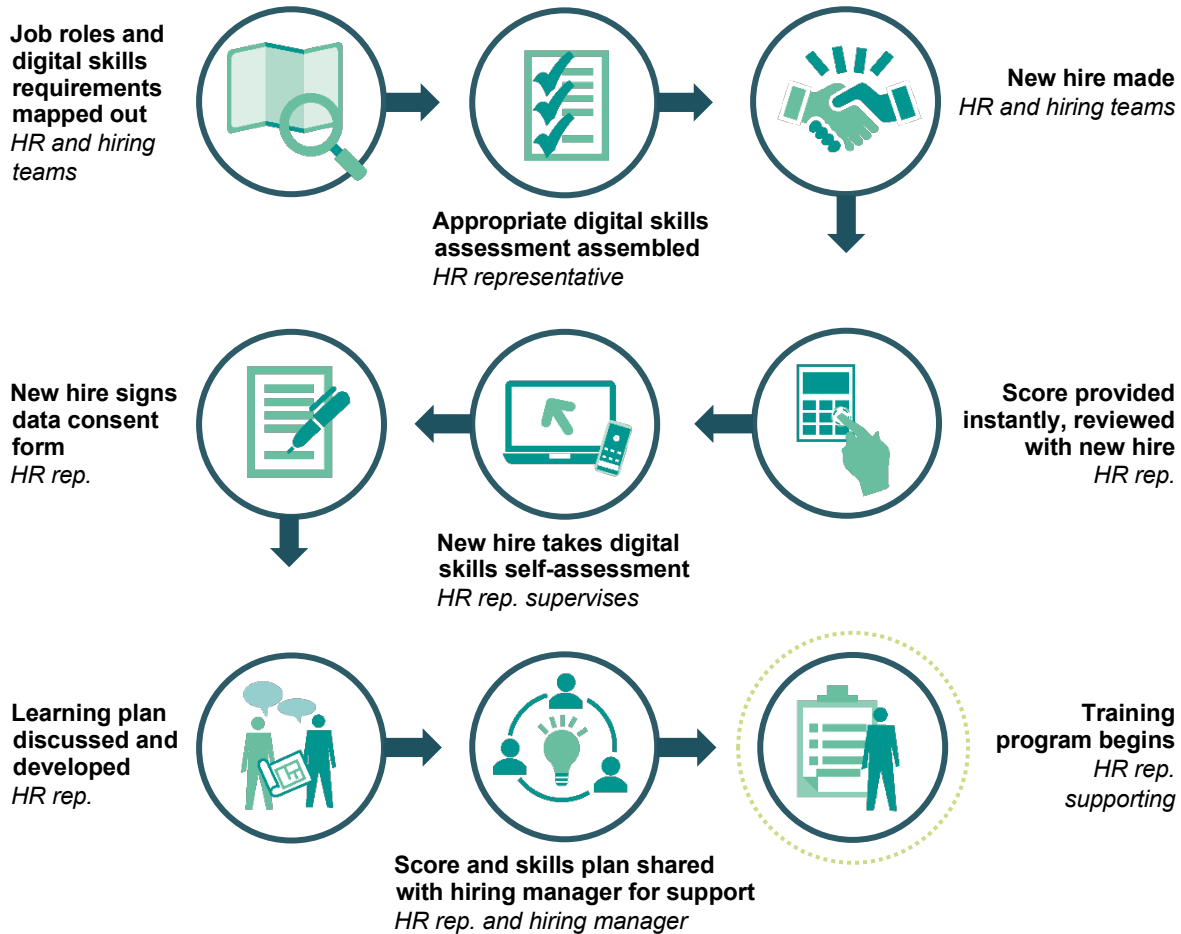 Job roles and
digital skills
requirements
mapped out
HR and hiring
teams
Appropriate digital skills
assessment assembled
HR representative
New hire made
HR and hiring teams
Score provided
instantly, reviewed
with new hire
HR rep.
New hire takes digital
skills self-assessment
HR rep. supervises
New hire signs
data consent
form
HR rep.
Learning plan
discussed and
developed
HR rep.
Score and skills plan shared
with hiring manager for support
HR rep. and hiring manager
Training
program begins
HR rep.
supporting